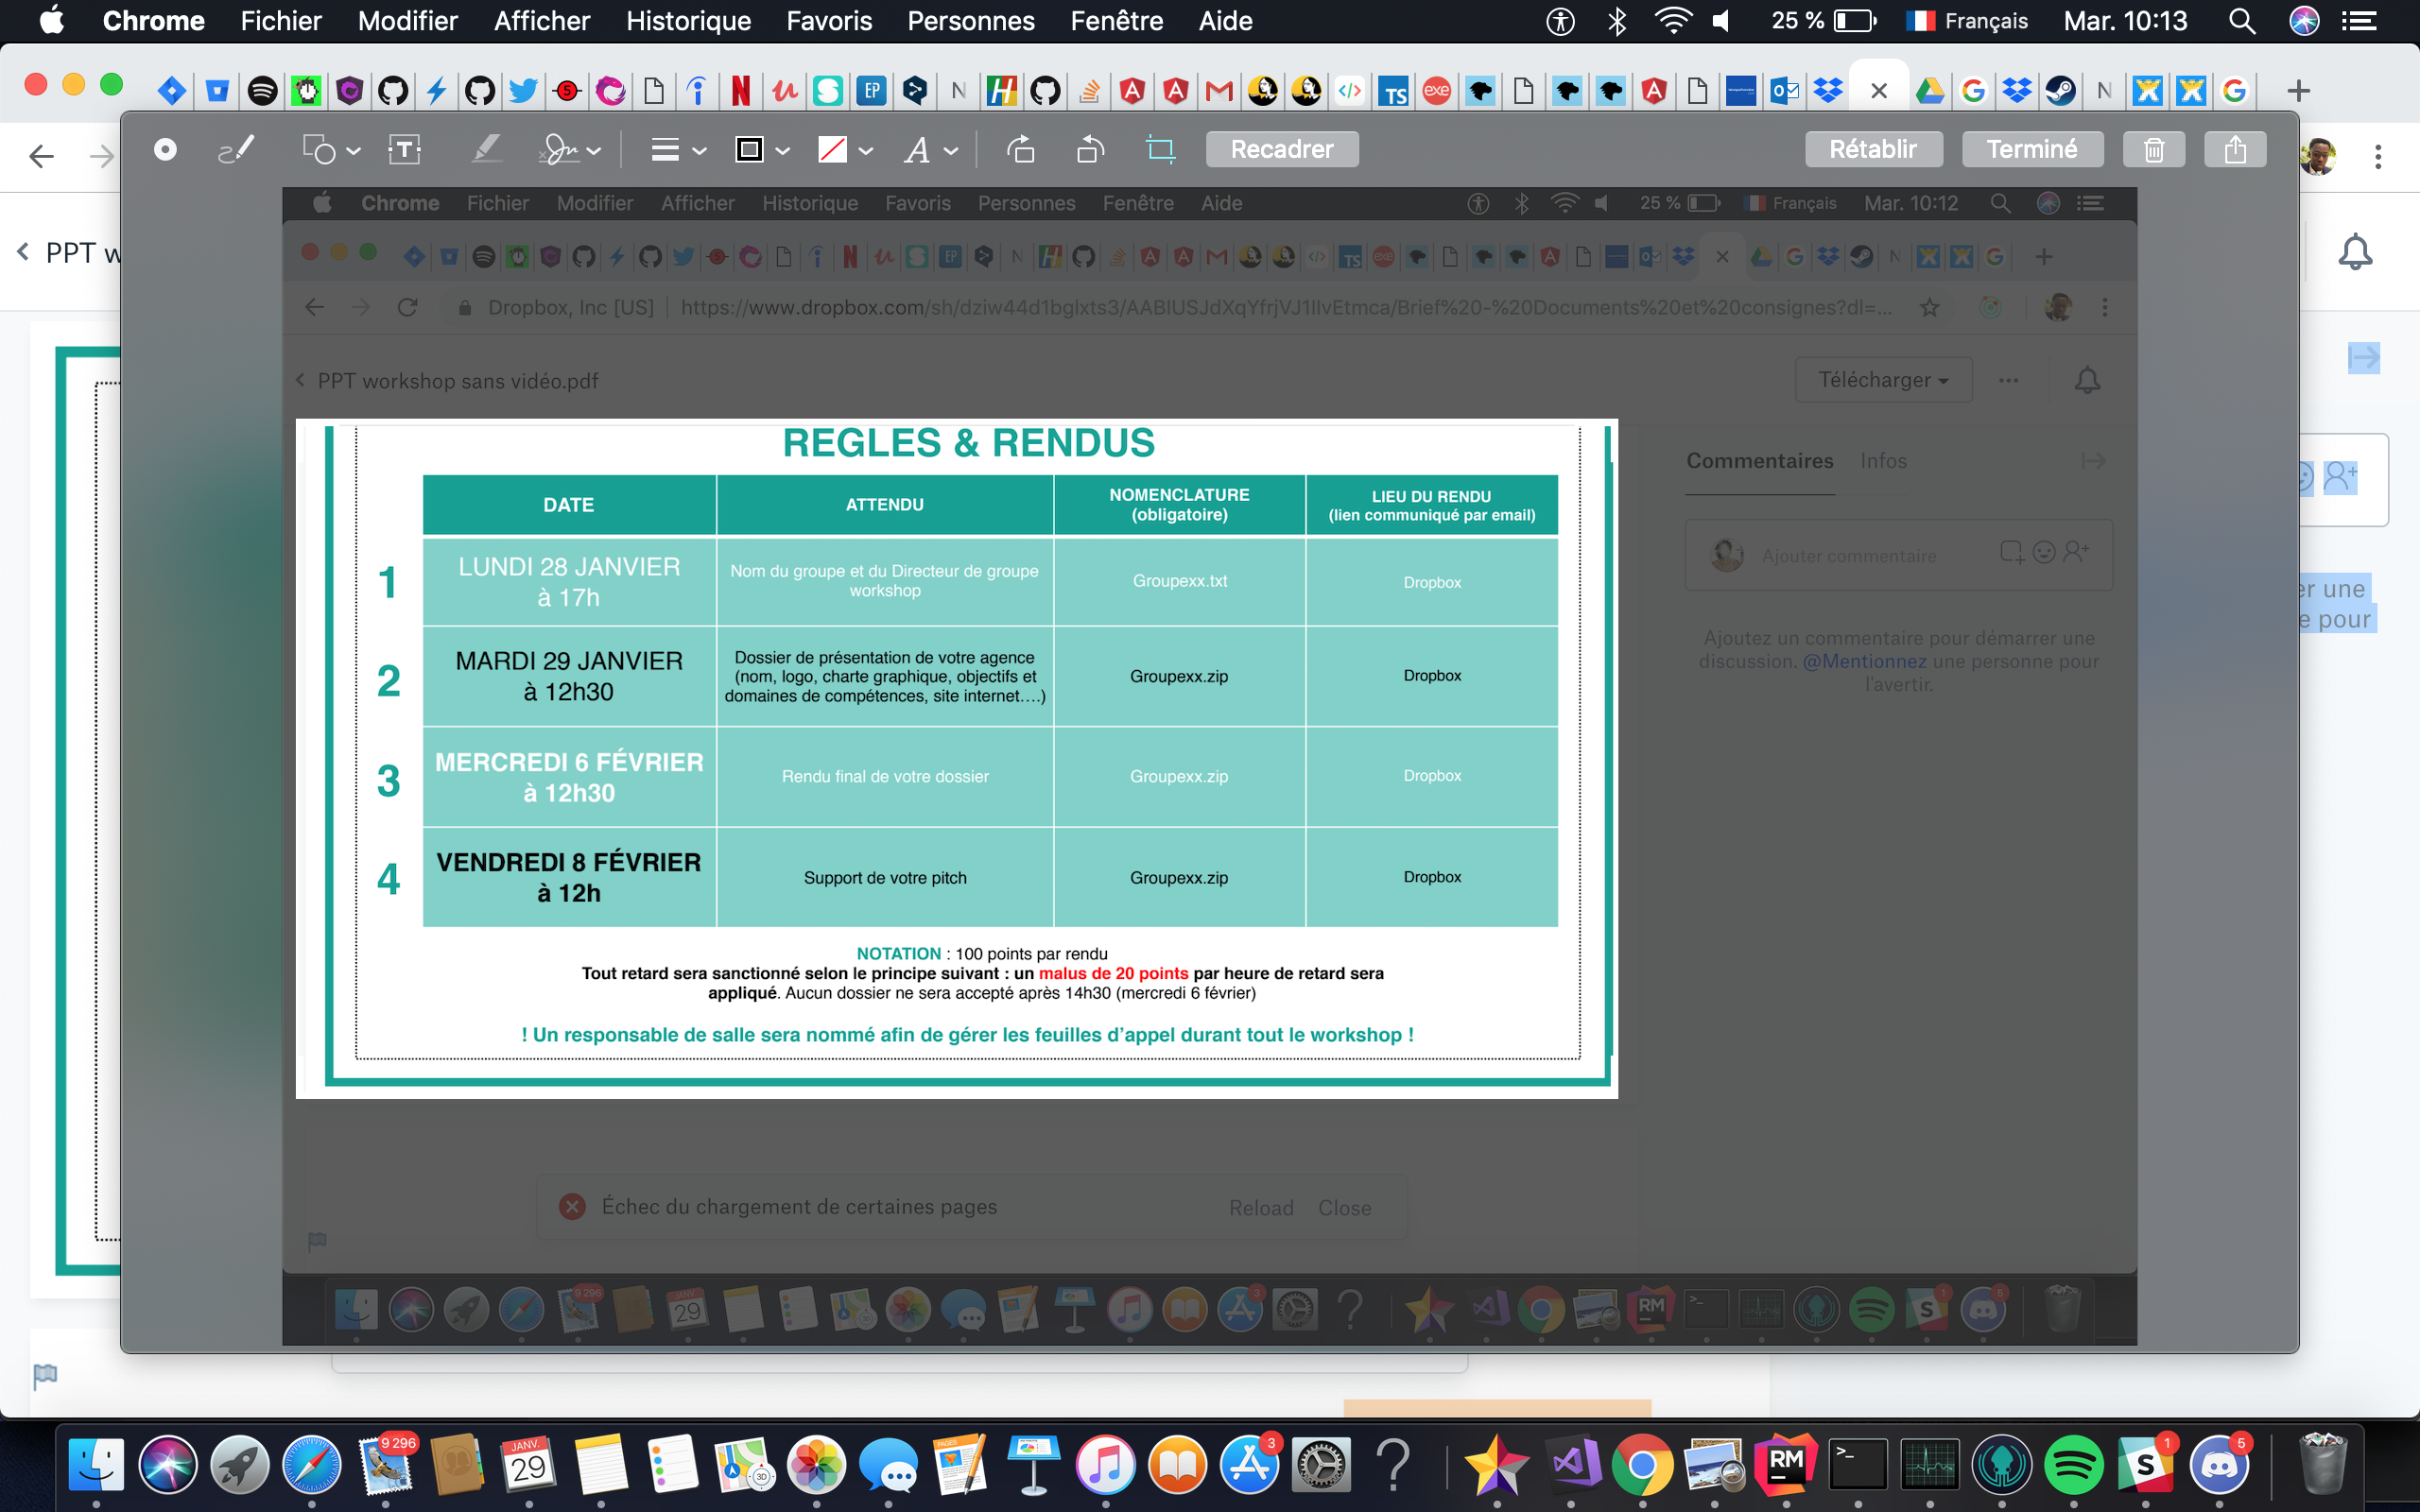 Chrome Fichier Modifier Afficher Historique Favoris Personnes Fenêtre Aide 25 % Français Mar. 10:13
Recadrer Rétablir Terminé
Chrome Fichier Modifier Afficher Historique Favoris Personnes Fenêtre Aide 25 % Français Mar. 10:12
Dropbox, Inc [US] https://www.dropbox.com/sh/dziw44d1bglxts3/AABIUSJdXqYfrjVJ1IIvEtmca/Brief%20-%20Documents%20et%20consignes?dl=...
PPT w
PPT workshop sans vidéo.pdf
Télécharger
REGLES & RENDUS
Commentaires Infos
DATE
ATTENDU
NOMENCLATURE
(obligatoire)
LIEU DU RENDU
(lien communiqué par email)
1
LUNDI 28 JANVIER
à 17h
Nom du groupe et du Directeur de groupe
workshop
Groupexx.txt
Dropbox
2
MARDI 29 JANVIER
à 12h30
Dossier de présentation de votre agence
(nom, logo, charte graphique, objectifs et
domaines de compétences, site internet….)
Groupexx.zip
Dropbox
3
MERCREDI 6 FÉVRIER
à 12h30
Rendu final de votre dossier
Groupexx.zip
Dropbox
4
VENDREDI 8 FÉVRIER
à 12h
Support de votre pitch
Groupexx.zip
Dropbox
NOTATION : 100 points par rendu
Tout retard sera sanctionné selon le principe suivant : un malus de 20 points par heure de retard sera
appliqué. Aucun dossier ne sera accepté après 14h30 (mercredi 6 février)
! Un responsable de salle sera nommé afin de gérer les feuilles d’appel durant tout le workshop !
Ajouter commentaire
Ajoutez un commentaire pour démarrer une
discussion. @Mentionnez une personne pour
l'avertir.
er une
e pour
Échec du chargement de certaines pages Reload Close
9 296
JANV.
29
3
RM
1
5
9 296
JANV.
29
3
RM
1
5